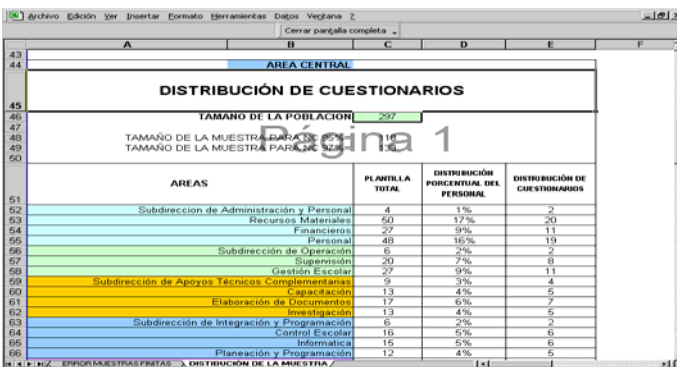 Archivo Edición Ver Insertar Formato Herramientas Datos Ventana ?
Cerrar pantalla completa
A B C D E F
43
44 AREA CENTRAL
45 DISTRIBUCIÓN DE CUESTIONARIOS
46 TAMAÑO DE LA POBLACION 297
47
48 TAMAÑO DE LA MUESTRA PARA NC 95%
49 TAMAÑO DE LA MUESTRA PARA NC 97%
Página 1
50
51 AREAS PLANTILLA TOTAL DISTRIBUCIÓN PORCENTUAL DEL PERSONAL DISTRIBUCIÓN DE CUESTIONARIOS
52 Subdireccion de Administración y Personal 4 1% 2
53 Recursos Materiales 50 17% 20
54 Financieros 27 9% 11
55 Personal 48 16% 19
56 Subdirección de Operación 6 2% 2
57 Supervisión 20 7% 8
58 Gestión Escolar 27 9% 11
59 Subdirección de Apoyos Técnicos Complementarias 9 3% 4
60 Capacitación 13 4% 5
61 Elaboración de Documentos 17 6% 7
62 Investigación 13 4% 5
63 Subdirección de Integración y Programación 6 2% 2
64 Control Escolar 16 5% 6
65 Informatica 15 5% 6
66 Planeación y Programación 12 4% 5
ERROR MUESTRAS FINITAS DISTIBUCIÓN DE LA MUESTRA